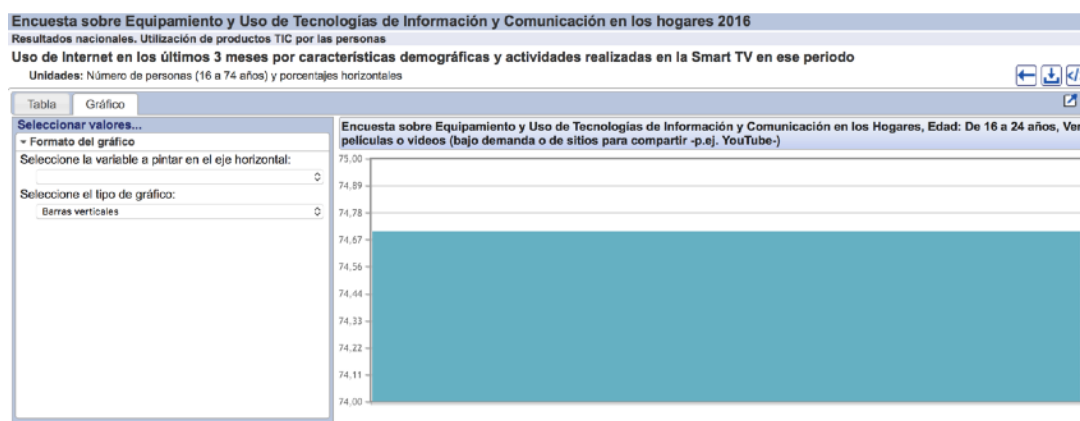 Encuesta sobre Equipamiento y Uso de Tecnologías de Información y Comunicación en los hogares 2016
Resultados nacionales. Utilización de productos TIC por las personas
Uso de Internet en los últimos 3 meses por características demográficas y actividades realizadas en la Smart TV en ese periodo
Unidades: Número de personas (16 a 74 años) y porcentajes horizontales
Tabla
Gráfico
Seleccionar valores...
Formato del gráfico
Seleccione la variable a pintar en el eje horizontal:
Seleccione el tipo de gráfico:
Barras verticales
Encuesta sobre Equipamiento y Uso de Tecnologías de Información y Comunicación en los Hogares, Edad: De 16 a 24 años, Ver
películas o videos (bajo demanda o de sitios para compartir -p.ej. YouTube-)
75,00
74,89
74,78
74,67
74,56
74,44
74,33
74,22
74,11
74,00